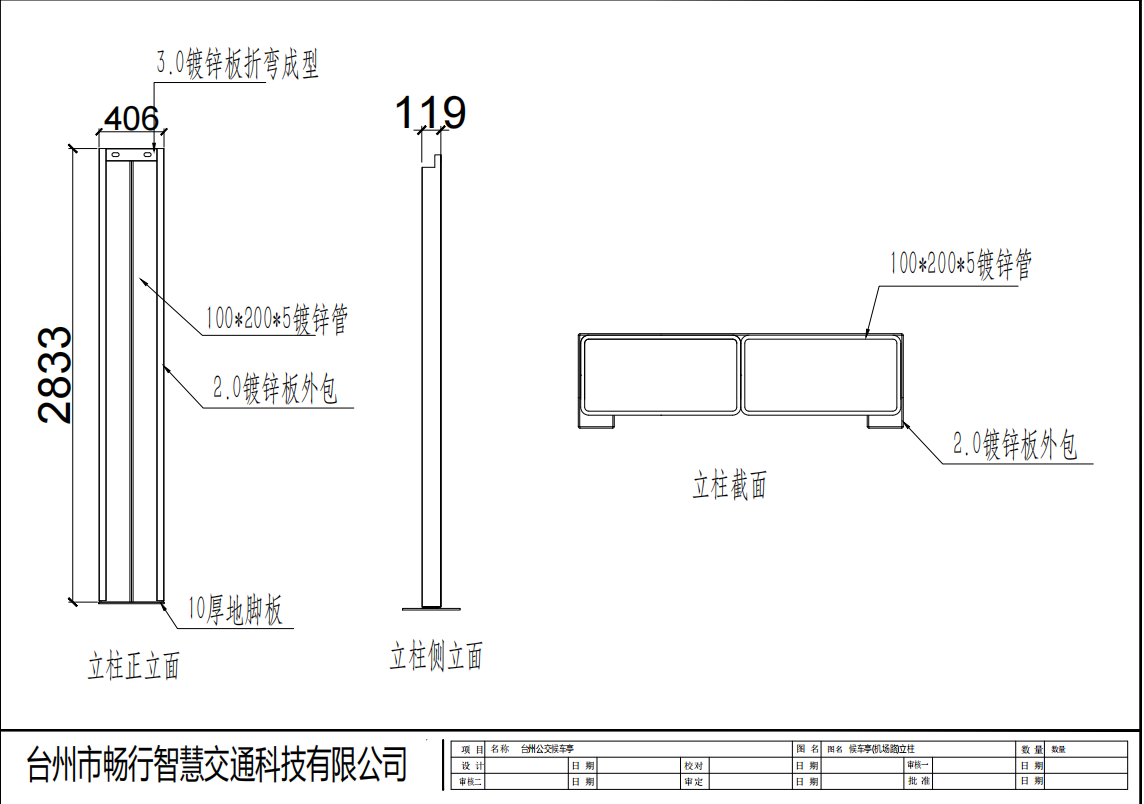 3.0镀锌板折弯成型
406
119
2833
100*200*5镀锌管
2.0镀锌板外包
10厚地脚板
立柱正立面
立柱侧立面
100*200*5镀锌管
2.0镀锌板外包
立柱截面
台州市畅行智慧交通科技有限公司
项 目 名称 台州公交候车亭 图 名 图名 候车亭(机场路)立柱 数 量 数量
设 计 日 期 校 对 日 期 审核一 日 期
审核二 日 期 审 定 日 期 批 准 日 期